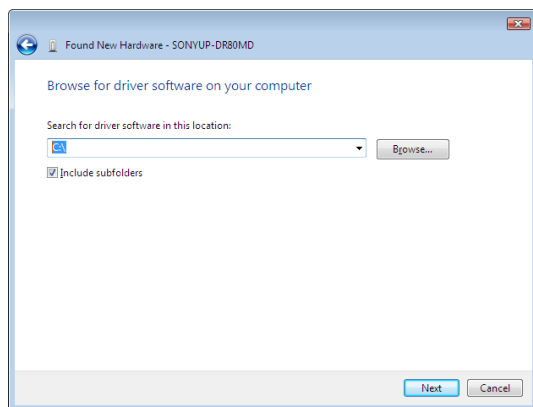 Found New Hardware - SONYUP-DR80MD
Browse for driver software on your computer
Search for driver software in this location:
C:\
Browse...
Include subfolders
Next
Cancel